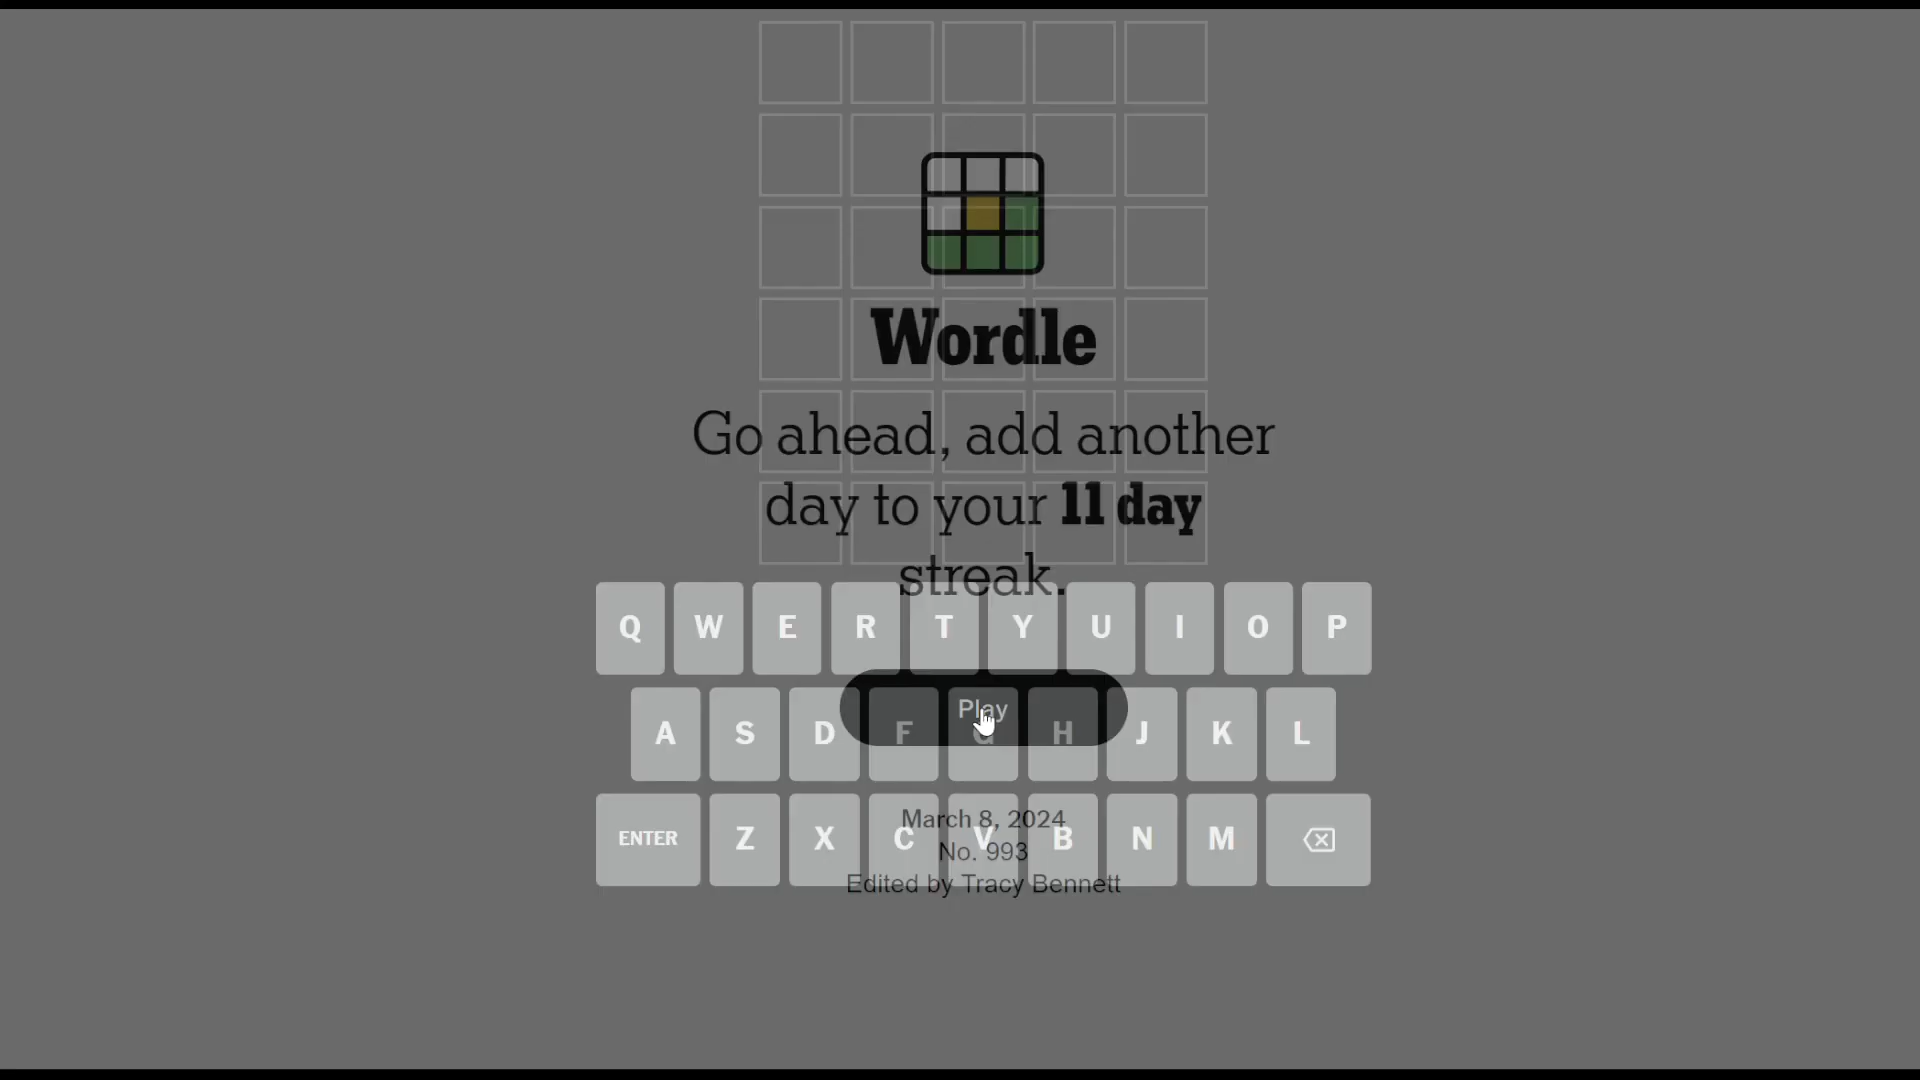 Wordle
Go ahead, add another
day to your 11 day
streak.
Q W E R T Y U I O P
Play
A S D F G H J K L
March 8, 2024
ENTER Z X C V B N M
No. 993
Edited by Tracy Bennett